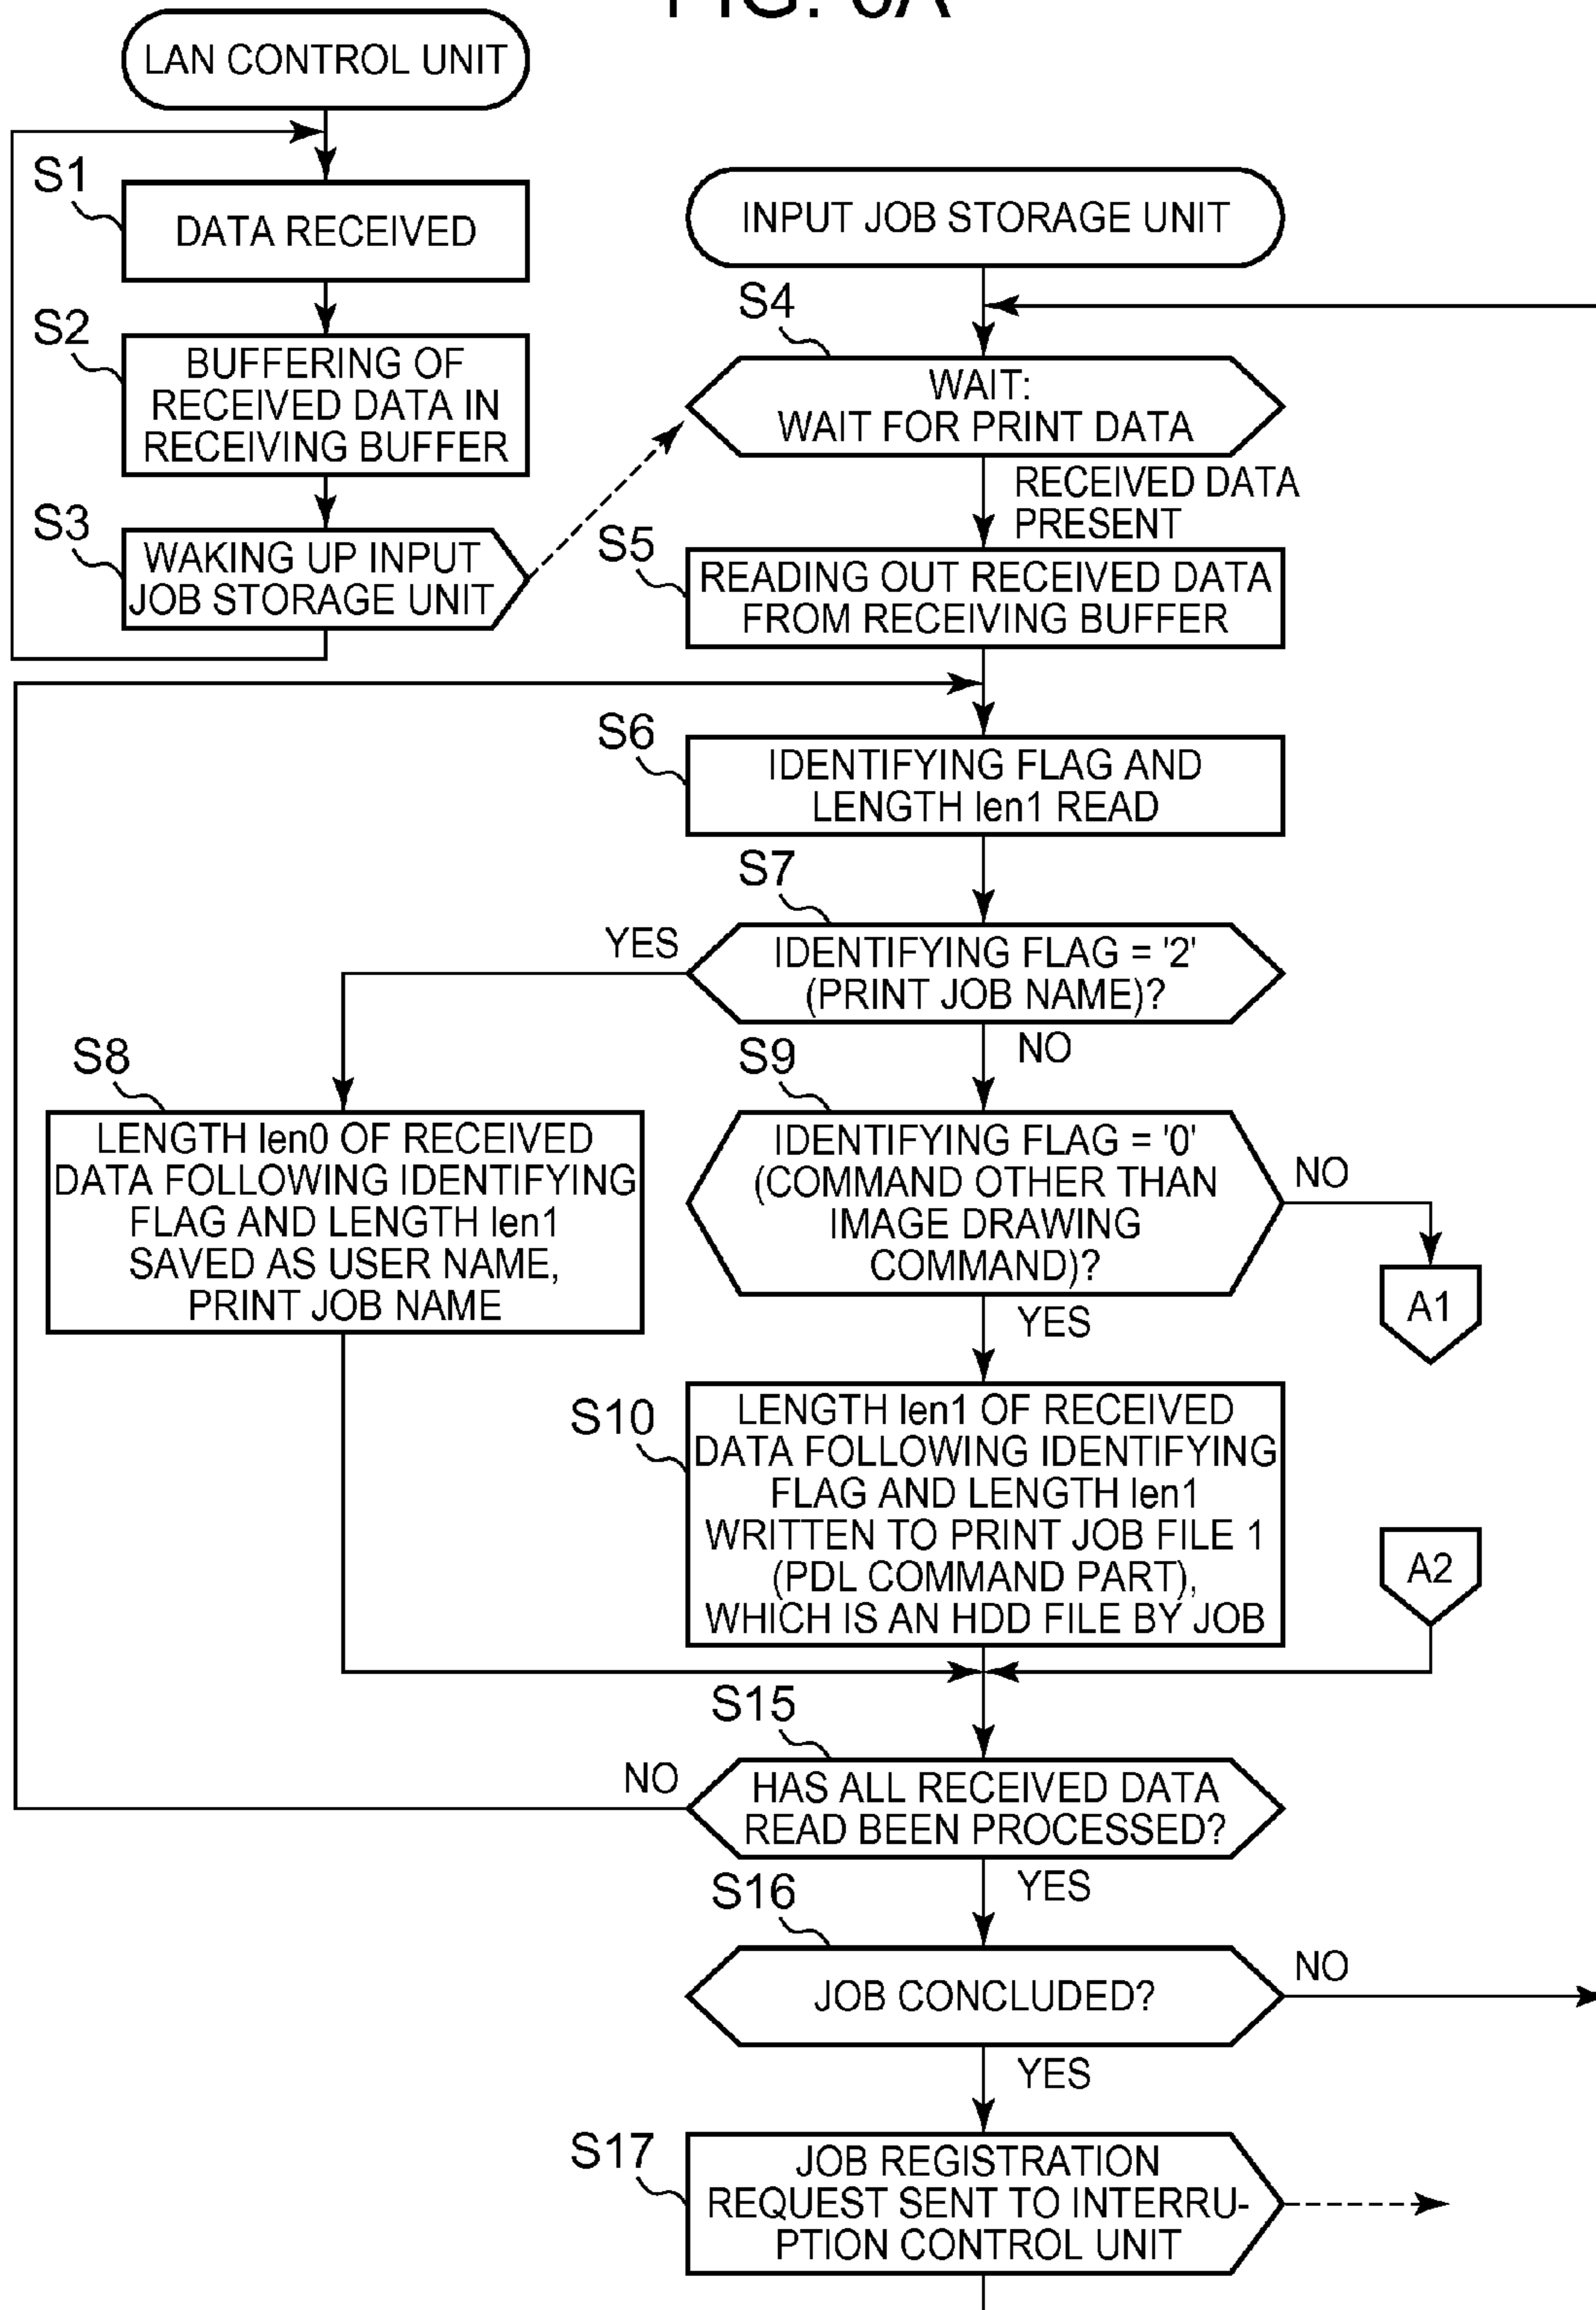 LAN CONTROL UNIT
S1
DATA RECEIVED
S2
BUFFERING OF
RECEIVED DATA IN
RECEIVING BUFFER
S3
WAKING UP INPUT
JOB STORAGE UNIT
INPUT JOB STORAGE UNIT
S4
WAIT:
WAIT FOR PRINT DATA
RECEIVED DATA
PRESENT
S5
READING OUT RECEIVED DATA
FROM RECEIVING BUFFER
S6
IDENTIFYING FLAG AND
LENGTH len1 READ
S7
IDENTIFYING FLAG = '2'
(PRINT JOB NAME)?
YES
NO
S8
LENGTH len0 OF RECEIVED
DATA FOLLOWING IDENTIFYING
FLAG AND LENGTH len1
SAVED AS USER NAME,
PRINT JOB NAME
S9
IDENTIFYING FLAG = '0'
(COMMAND OTHER THAN
IMAGE DRAWING
COMMAND)?
NO
A1
YES
S10
LENGTH len1 OF RECEIVED
DATA FOLLOWING IDENTIFYING
FLAG AND LENGTH len1
WRITTEN TO PRINT JOB FILE 1
(PDL COMMAND PART),
WHICH IS AN HDD FILE BY JOB
A2
S15
HAS ALL RECEIVED DATA
READ BEEN PROCESSED?
NO
YES
S16
JOB CONCLUDED?
NO
YES
S17
JOB REGISTRATION
REQUEST SENT TO INTERRU-
PTION CONTROL UNIT